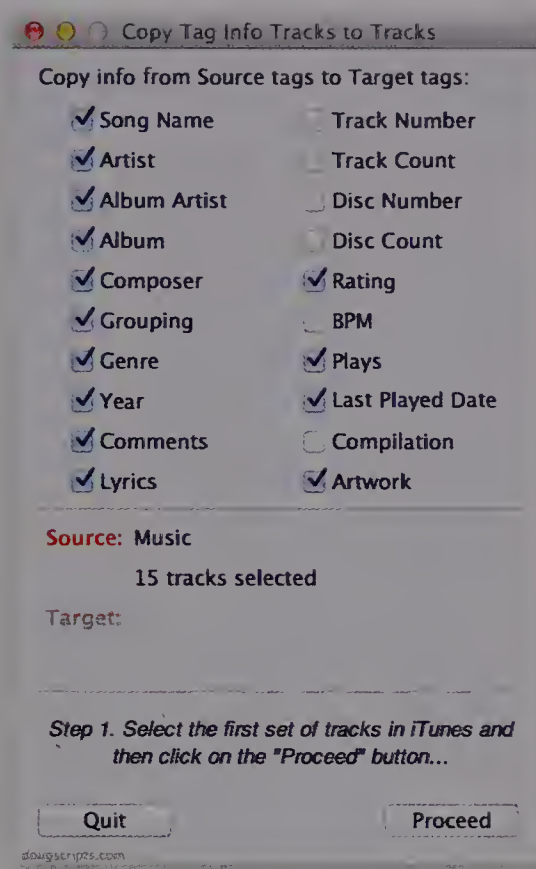 Copy Tag Info Tracks to Tracks
Copy info from Source tags to Target tags:
Song Name
Artist
Album Artist
Album
Composer
Grouping
Genre
Year
Comments
Lyrics
Track Number
Track Count
Disc Number
Disc Count
Rating
BPM
Plays
Last Played Date
Compilation
Artwork
Source: Music
15 tracks selected
Target:
Step 1. Select the first set of tracks in iTunes and
then click on the "Proceed" button...
Quit
Proceed
dougscripts.com